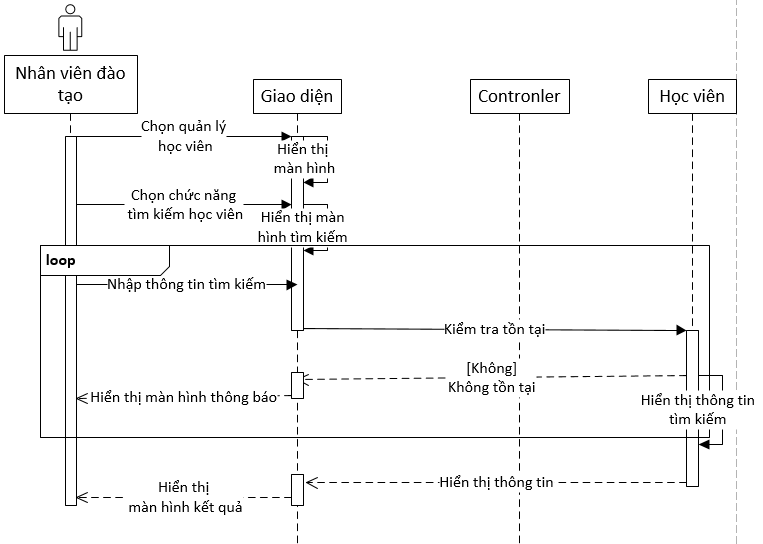 Nhân viên đào
tạo
Giao diện
Contronler
Học viên
Chọn quản lý
học viên
Hiển thị
màn hình
Chọn chức năng
tìm kiếm học viên
Hiển thị màn
hình tìm kiếm
loop
Nhập thông tin tìm kiếm
Kiểm tra tồn tại
[Không]
Không tồn tại
Hiển thị màn hình thông báo
Hiển thị thông tin
tìm kiếm
Hiển thị thông tin
Hiển thị
màn hình kết quả